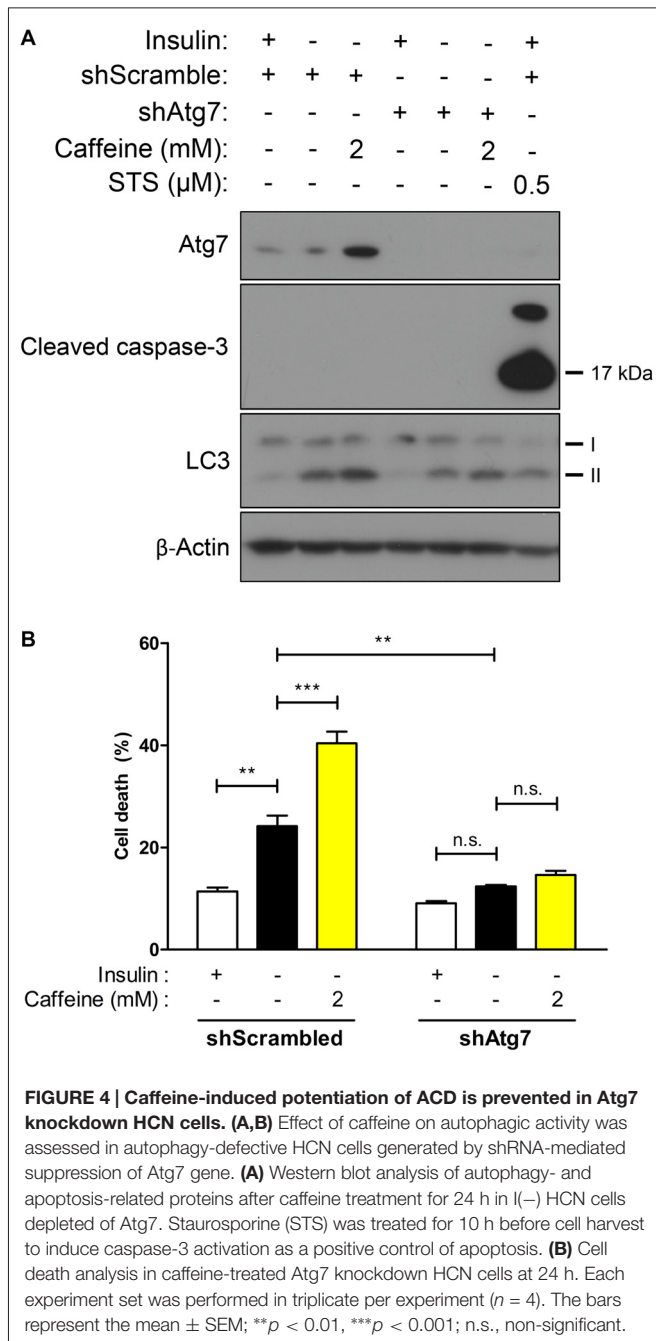 A
Insulin: + - - + - - +
shScramble: + + + - - - +
shAtg7: - - - + + + -
Caffeine (mM): - - 2 - - 2 -
STS (μM): - - - - - - 0.5
Atg7
Cleaved caspase-3
17 kDa
LC3
I
II
β-Actin
B
60
40
20
0
Cell death (%)
**
***
**
n.s.
n.s.
Insulin : + - - + - -
Caffeine (mM) : - - 2 - - 2
shScrambled shAtg7
FIGURE 4 | Caffeine-induced potentiation of ACD is prevented in Atg7
knockdown HCN cells. (A,B) Effect of caffeine on autophagic activity was
assessed in autophagy-defective HCN cells generated by shRNA-mediated
suppression of Atg7 gene. (A) Western blot analysis of autophagy- and
apoptosis-related proteins after caffeine treatment for 24 h in I(−) HCN cells
depleted of Atg7. Staurosporine (STS) was treated for 10 h before cell harvest
to induce caspase-3 activation as a positive control of apoptosis. (B) Cell
death analysis in caffeine-treated Atg7 knockdown HCN cells at 24 h. Each
experiment set was performed in triplicate per experiment (n = 4). The bars
represent the mean ± SEM; **p < 0.01, ***p < 0.001; n.s., non-significant.